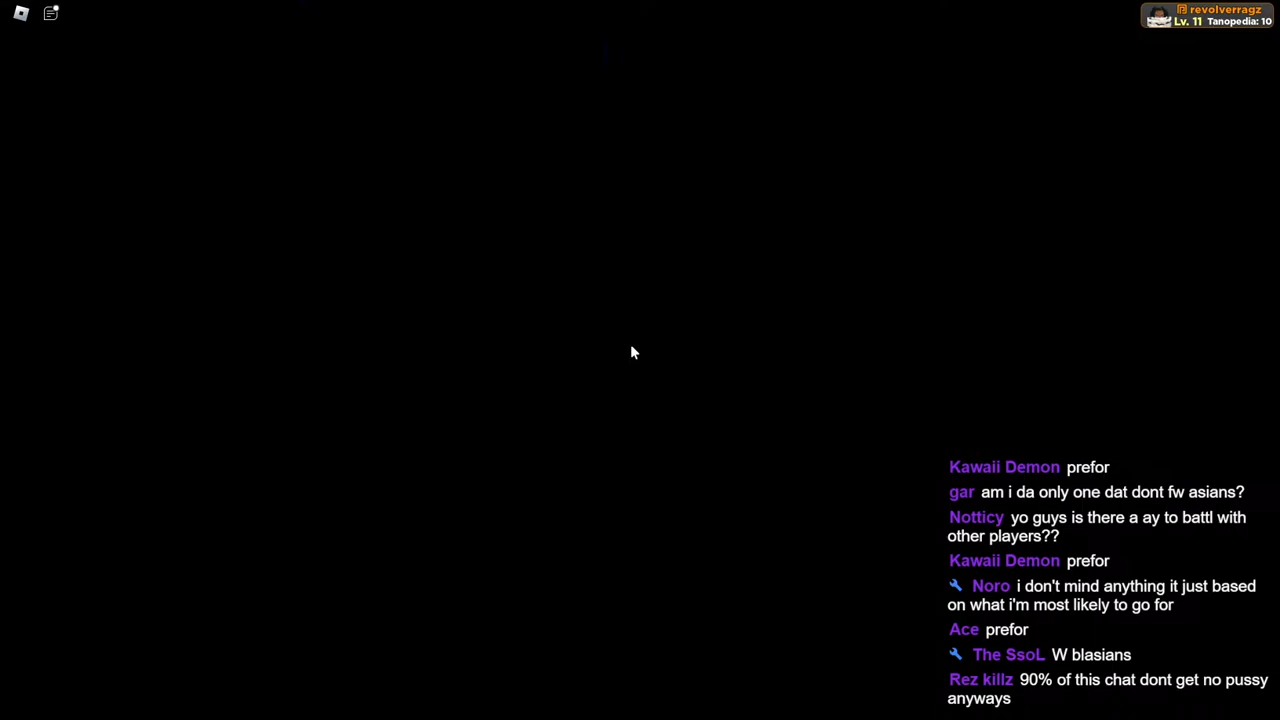 revolverragz
Lv. 11 Tanopedia: 10
Kawaii Demon prefor
gar am i da only one dat dont fw asians?
Notticy yo guys is there a ay to battl with
other players??
Kawaii Demon prefor
Noro i don't mind anything it just based
on what i'm most likely to go for
Ace prefor
The SsoL W blasians
Rez killz 90% of this chat dont get no pussy
anyways